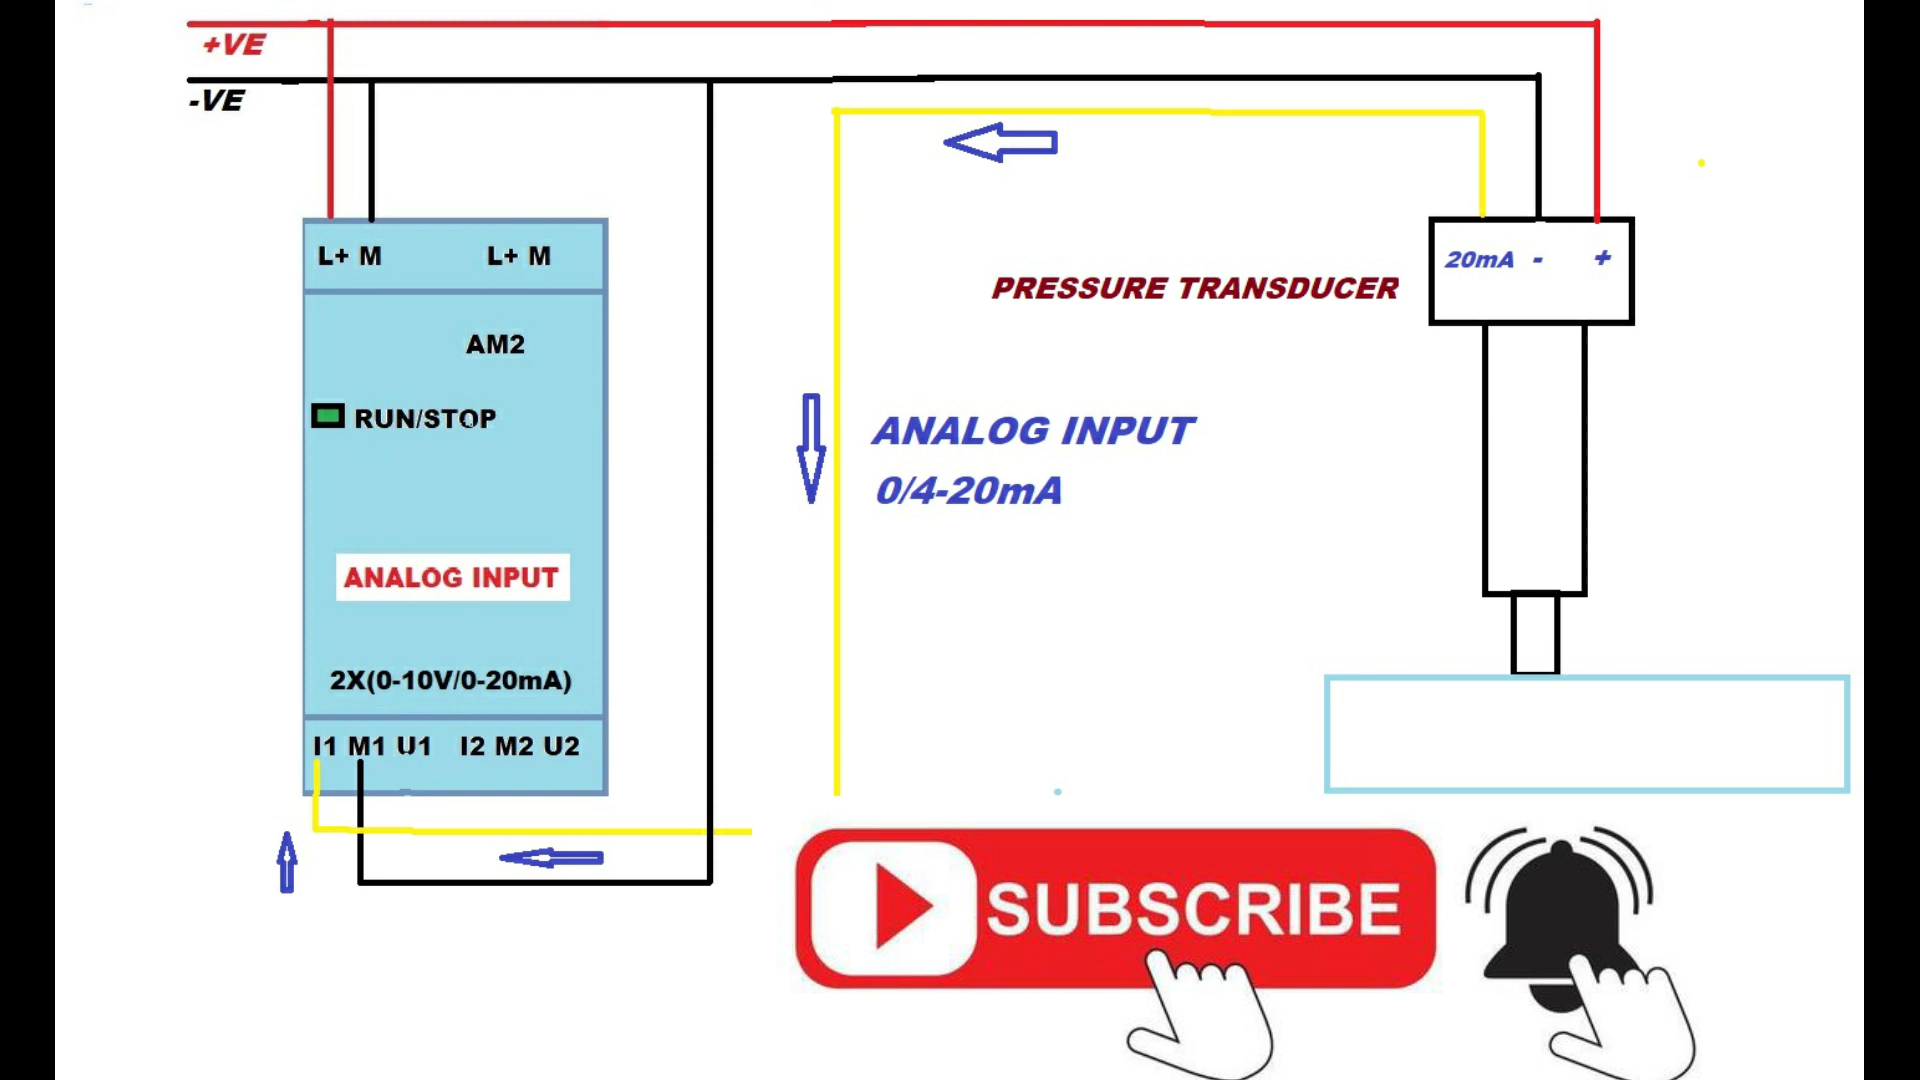 +VE
-VE
L+ M L+ M
20mA - +
PRESSURE TRANSDUCER
AM2
RUN/STOP
ANALOG INPUT
0/4-20mA
ANALOG INPUT
2X(0-10V/0-20mA)
I1 M1 U1 I2 M2 U2
SUBSCRIBE